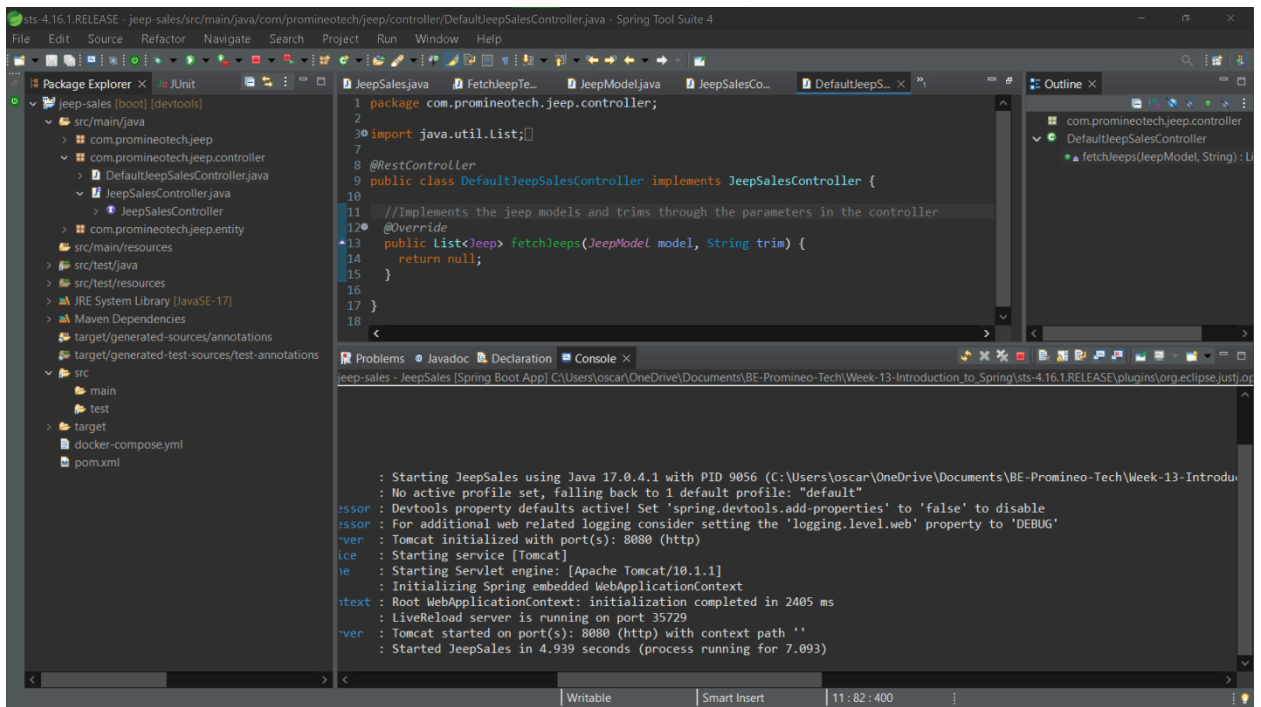 sts-4.16.1.RELEASE - jeep-sales/src/main/java/com/promineotech/jeep/controller/DefaultJeepSalesController.java - Spring Tool Suite 4
File Edit Source Refactor Navigate Search Project Run Window Help
Package Explorer
JUnit
jeep-sales [boot] [devtools]
src/main/java
com.promineotech.jeep
com.promineotech.jeep.controller
DefaultJeepSalesController.java
JeepSalesController.java
JeepSalesController
com.promineotech.jeep.entity
src/main/resources
src/test/java
src/test/resources
JRE System Library [JavaSE-17]
Maven Dependencies
target/generated-sources/annotations
target/generated-test-sources/test-annotations
src
main
test
target
docker-compose.yml
pom.xml
JeepSales.java FetchJeepTe... JeepModel.java JeepSalesCo... DefaultJeepS... 1
1 package com.promineotech.jeep.controller;
2
3 import java.util.List;
7
8 @RestController
9 public class DefaultJeepSalesController implements JeepSalesController {
10
11 //Implements the jeep models and trims through the parameters in the controller
12 @Override
13 public List<Jeep> fetchJeeps(JeepModel model, String trim) {
14 return null;
15 }
16
17 }
18
Outline
com.promineotech.jeep.controller
DefaultJeepSalesController
fetchJeeps(JeepModel, String) : Li
Problems Javadoc Declaration Console
jeep-sales - JeepSales [Spring Boot App] C:\Users\oscar\OneDrive\Documents\BE-Promineo-Tech\Week-13-Introduction_to_Spring\sts-4.16.1.RELEASE\plugins\org.eclipse.justj.op
: Starting JeepSales using Java 17.0.4.1 with PID 9056 (C:\Users\oscar\OneDrive\Documents\BE-Promineo-Tech\Week-13-Introdu
: No active profile set, falling back to 1 default profile: "default"
essor : Devtools property defaults active! Set 'spring.devtools.add-properties' to 'false' to disable
essor : For additional web related logging consider setting the 'logging.level.web' property to 'DEBUG'
rver : Tomcat initialized with port(s): 8080 (http)
ice : Starting service [Tomcat]
ne : Starting Servlet engine: [Apache Tomcat/10.1.1]
: Initializing Spring embedded WebApplicationContext
ntext : Root WebApplicationContext: initialization completed in 2405 ms
: LiveReload server is running on port 35729
rver : Tomcat started on port(s): 8080 (http) with context path ''
: Started JeepSales in 4.939 seconds (process running for 7.093)
Writable Smart Insert 11 : 82 : 400